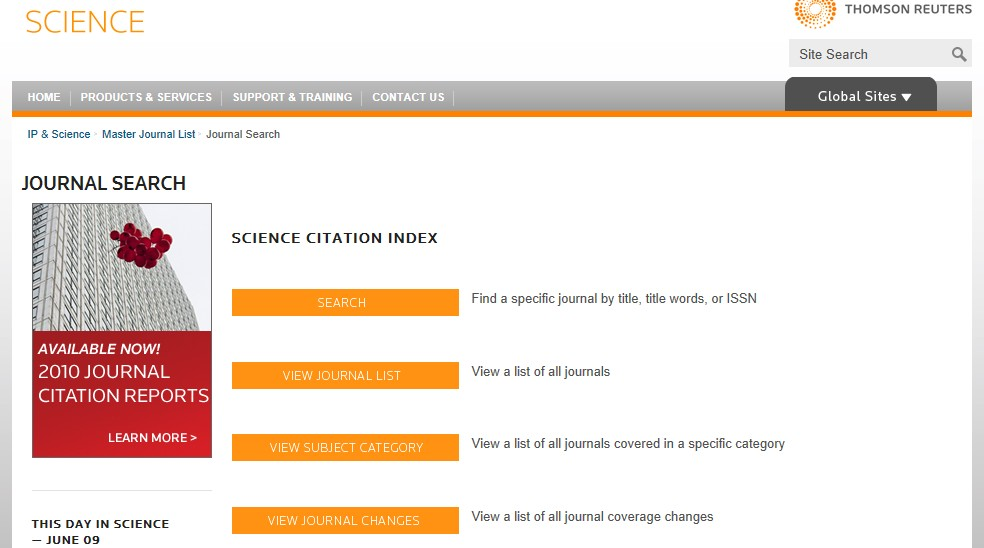 SCIENCE
THOMSON REUTERS
Site Search
HOME PRODUCTS & SERVICES SUPPORT & TRAINING CONTACT US
Global Sites ▼
IP & Science Master Journal List Journal Search
JOURNAL SEARCH
AVAILABLE NOW!
2010 JOURNAL
CITATION REPORTS
LEARN MORE >
THIS DAY IN SCIENCE
— JUNE 09
SCIENCE CITATION INDEX
SEARCH Find a specific journal by title, title words, or ISSN
VIEW JOURNAL LIST View a list of all journals
VIEW SUBJECT CATEGORY View a list of all journals covered in a specific category
VIEW JOURNAL CHANGES View a list of all journal coverage changes